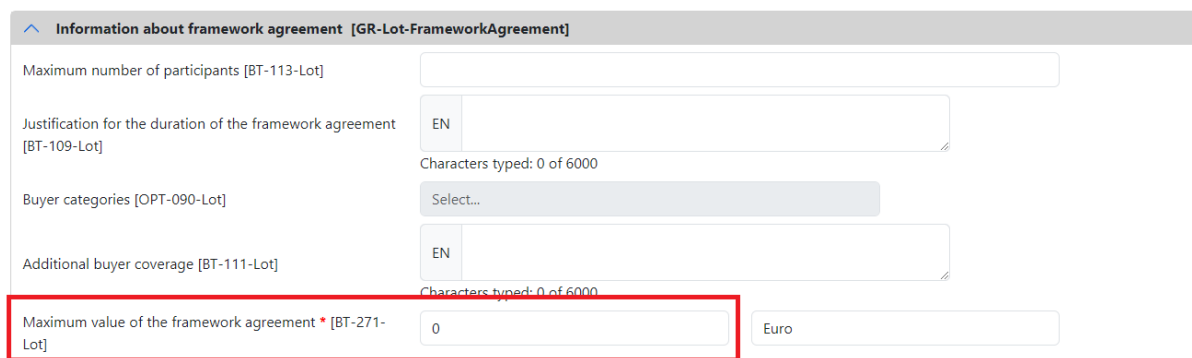 Information about framework agreement [GR-Lot-FrameworkAgreement]
Maximum number of participants [BT-113-Lot]
Justification for the duration of the framework agreement
[BT-109-Lot]
EN
Characters typed: 0 of 6000
Buyer categories [OPT-090-Lot]
Select...
Additional buyer coverage [BT-111-Lot]
EN
Characters typed: 0 of 6000
Maximum value of the framework agreement * [BT-271-
Lot]
0
Euro